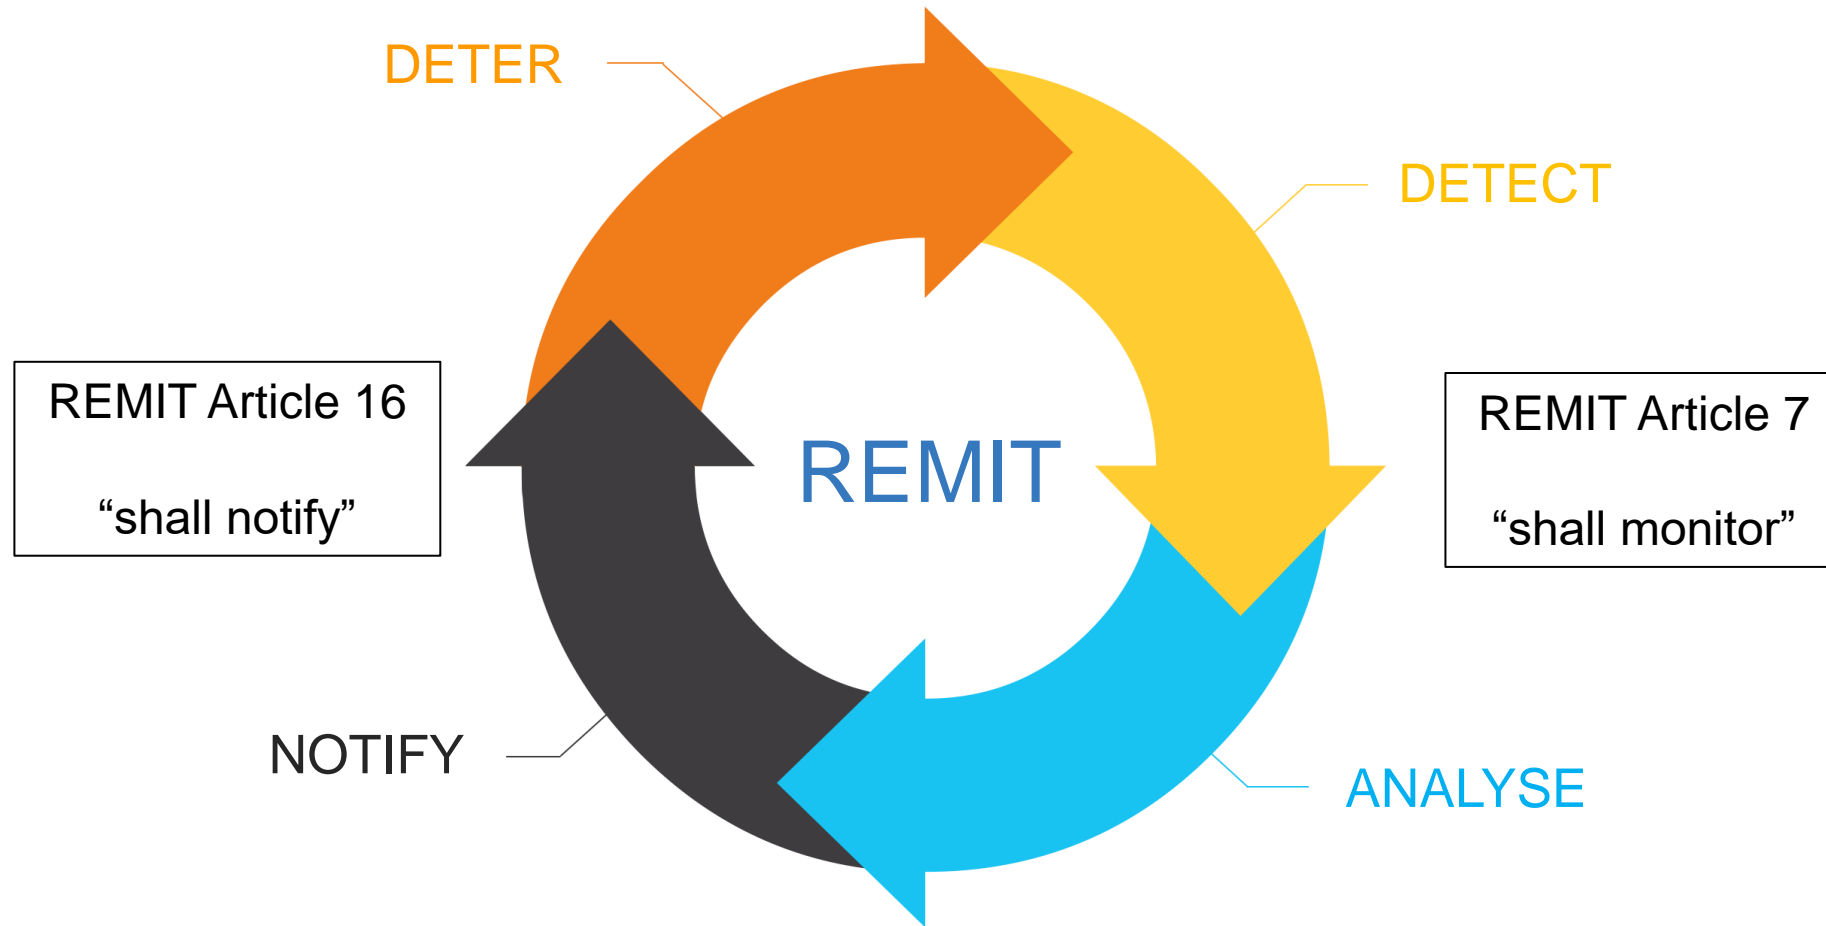 DETER
DETECT
REMIT Article 16
“shall notify”
REMIT
REMIT Article 7
“shall monitor”
NOTIFY
ANALYSE